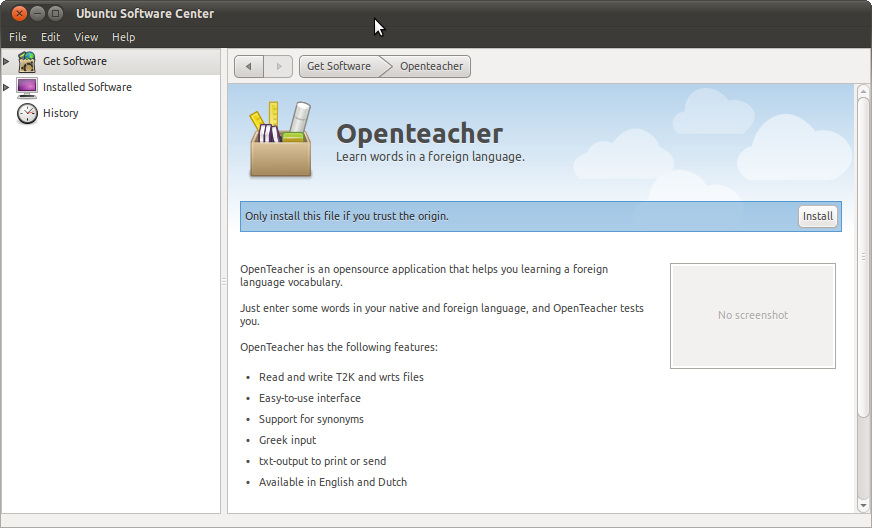 Ubuntu Software Center
File Edit View Help
Get Software
Installed Software
History
Get Software Openteacher
Openteacher
Learn words in a foreign language.
Only install this file if you trust the origin. Install
OpenTeacher is an opensource application that helps you learning a foreign
language vocabulary.
Just enter some words in your native and foreign language, and OpenTeacher tests
you.
OpenTeacher has the following features:
• Read and write T2K and wrts files
• Easy-to-use interface
• Support for synonyms
• Greek input
• txt-output to print or send
• Available in English and Dutch
No screenshot